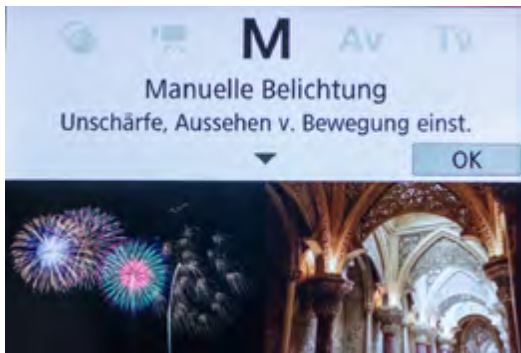 M Av Tv
Manuelle Belichtung
Unschärfe, Aussehen v. Bewegung einst.
OK